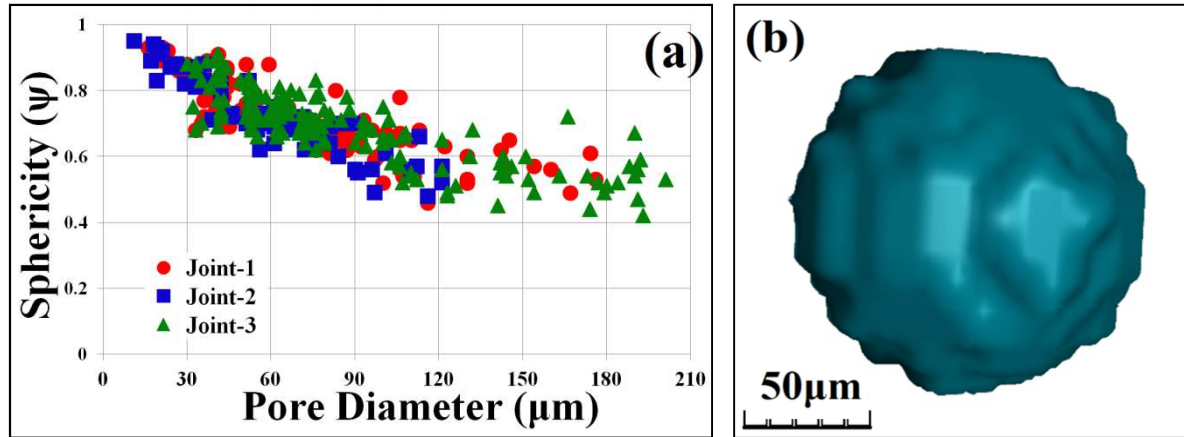 (a)
Sphericity (Ψ)
1
0.8
0.6
0.4
0.2
0
Joint-1
Joint-2
Joint-3
0 30 60 90 120 150 180 210
Pore Diameter (μm)
(b)
50μm